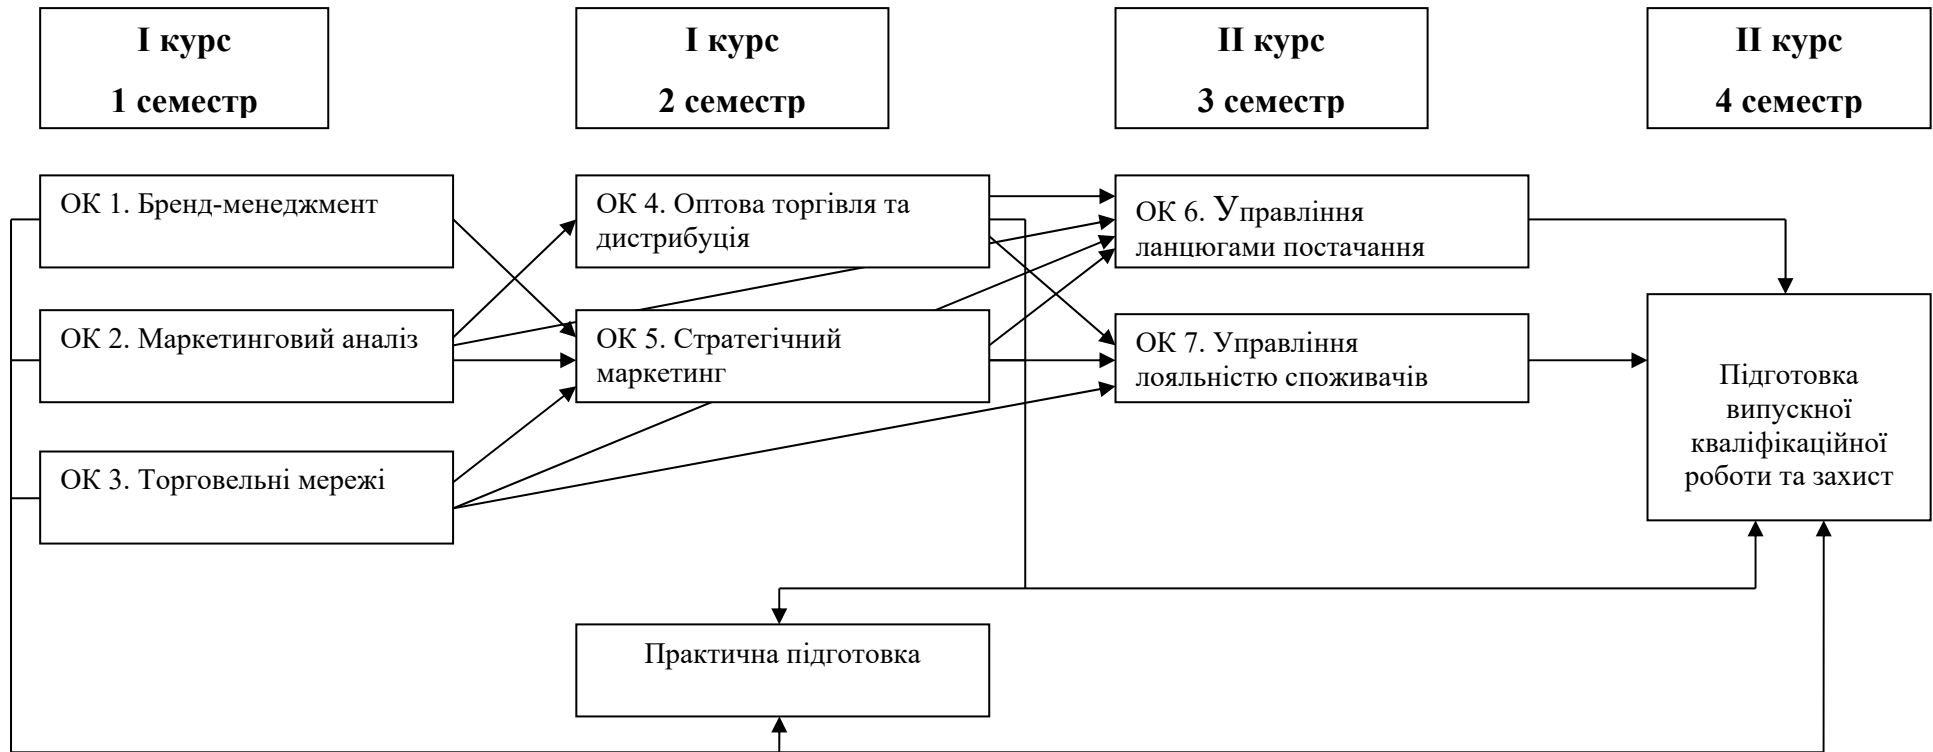 І курс
1 семестр
І курс
2 семестр
ІІ курс
3 семестр
ІІ курс
4 семестр
ОК 1. Бренд-менеджмент
ОК 4. Оптова торгівля та
дистрибуція
ОК 6. Управління
ланцюгами постачання
ОК 2. Маркетинговий аналіз
ОК 5. Стратегічний
маркетинг
ОК 7. Управління
лояльністю споживачів
Підготовка
випускної
кваліфікаційної
роботи та захист
ОК 3. Торговельні мережі
Практична підготовка